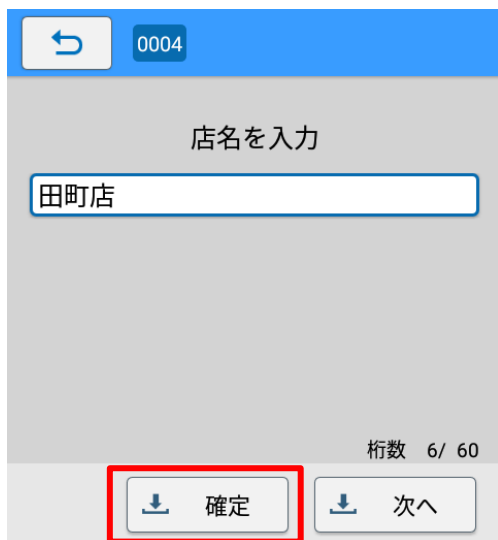 0004
店名を入力
田町店
桁数 6/ 60
確定
次へ